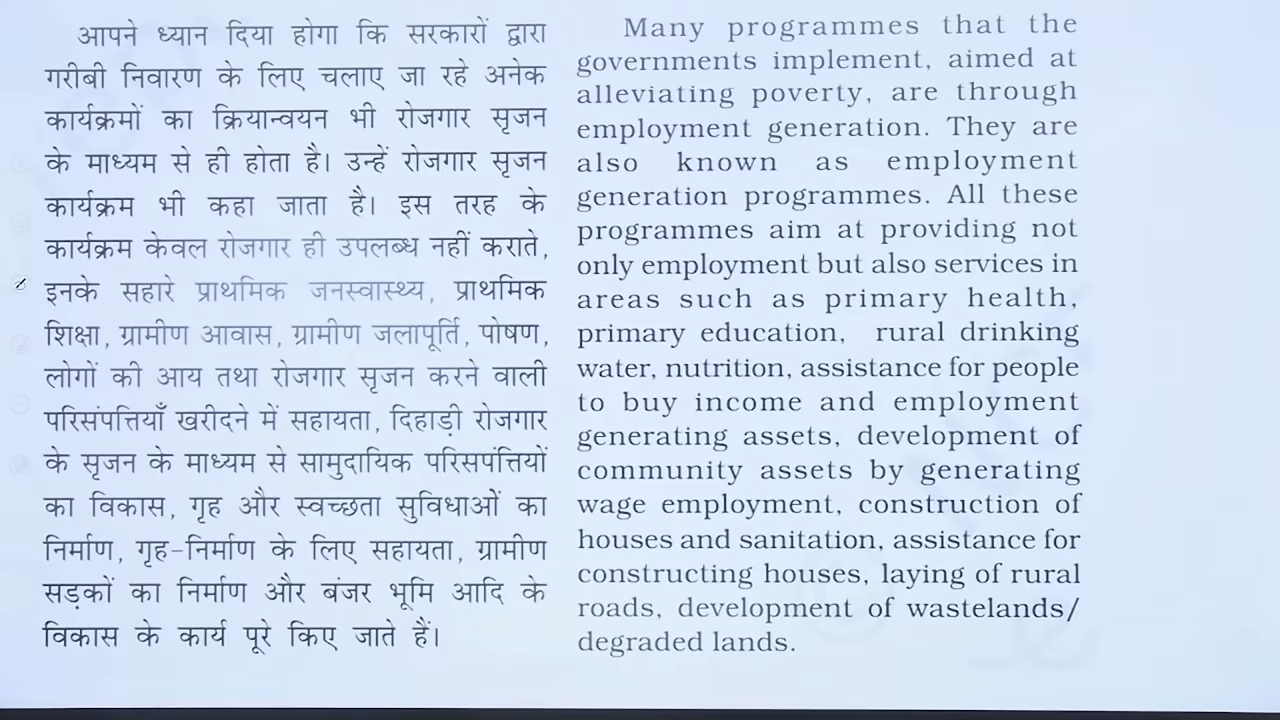 आपने ध्यान दिया होगा कि सरकारों द्वारा
गरीबी निवारण के लिए चलाए जा रहे अनेक
कार्यक्रमों का क्रियान्वयन भी रोजगार सृजन
के माध्यम से ही होता है। उन्हें रोजगार सृजन
कार्यक्रम भी कहा जाता है। इस तरह के
कार्यक्रम केवल रोजगार ही उपलब्ध नहीं कराते,
इनके सहारे प्राथमिक जनस्वास्थ्य, प्राथमिक
शिक्षा, ग्रामीण आवास, ग्रामीण जलापूर्ति, पोषण,
लोगों की आय तथा रोजगार सृजन करने वाली
परिसंपत्तियाँ खरीदने में सहायता, दिहाड़ी रोजगार
के सृजन के माध्यम से सामुदायिक परिसपंत्तियों
का विकास, गृह और स्वच्छता सुविधाओं का
निर्माण, गृह-निर्माण के लिए सहायता, ग्रामीण
सड़कों का निर्माण और बंजर भूमि आदि के
विकास के कार्य पूरे किए जाते हैं।
Many programmes that the
governments implement, aimed at
alleviating poverty, are through
employment generation. They are
also known as employment
generation programmes. All these
programmes aim at providing not
only employment but also services in
areas such as primary health,
primary education, rural drinking
water, nutrition, assistance for people
to buy income and employment
generating assets, development of
community assets by generating
wage employment, construction of
houses and sanitation, assistance for
constructing houses, laying of rural
roads, development of wastelands/
degraded lands.